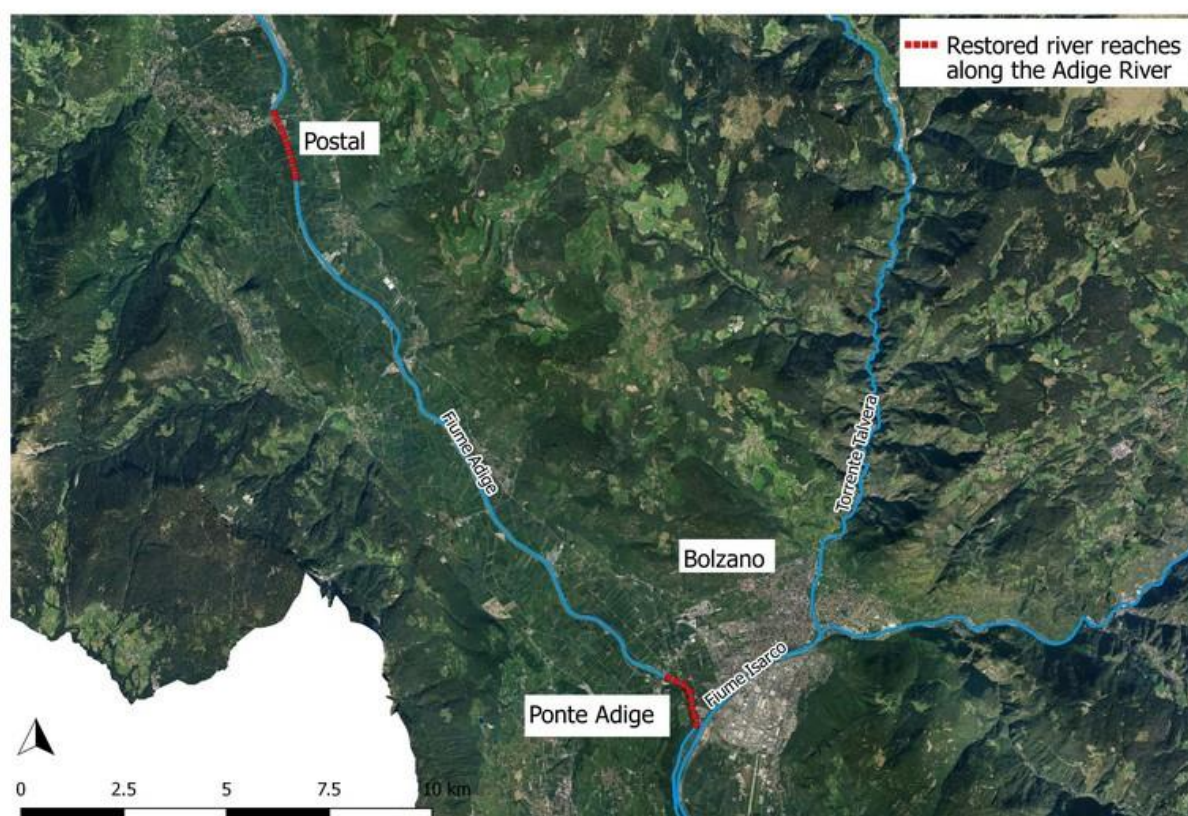 Restored river reaches
along the Adige River
Postal
Fiume Adige
Torrente Talvera
Bolzano
Fiume Isarco
Ponte Adige
0 2.5 5 7.5 10 km